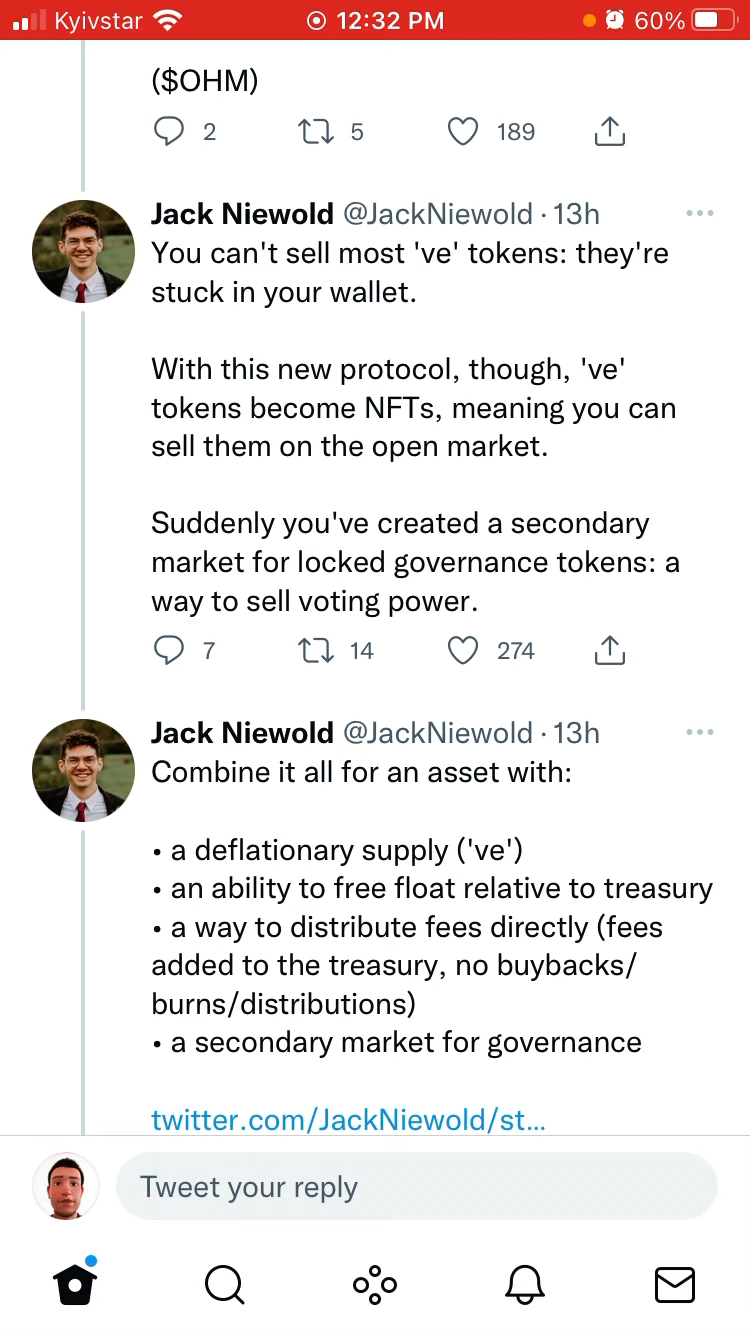 Kyivstar 12:32 PM 60%
($OHM)
2 5 189
Jack Niewold @JackNiewold · 13h
You can't sell most 've' tokens: they're
stuck in your wallet.
With this new protocol, though, 've'
tokens become NFTs, meaning you can
sell them on the open market.
Suddenly you've created a secondary
market for locked governance tokens: a
way to sell voting power.
7 14 274
Jack Niewold @JackNiewold · 13h
Combine it all for an asset with:
• a deflationary supply ('ve')
• an ability to free float relative to treasury
• a way to distribute fees directly (fees
added to the treasury, no buybacks/
burns/distributions)
• a secondary market for governance
twitter.com/JackNiewold/st...
Tweet your reply